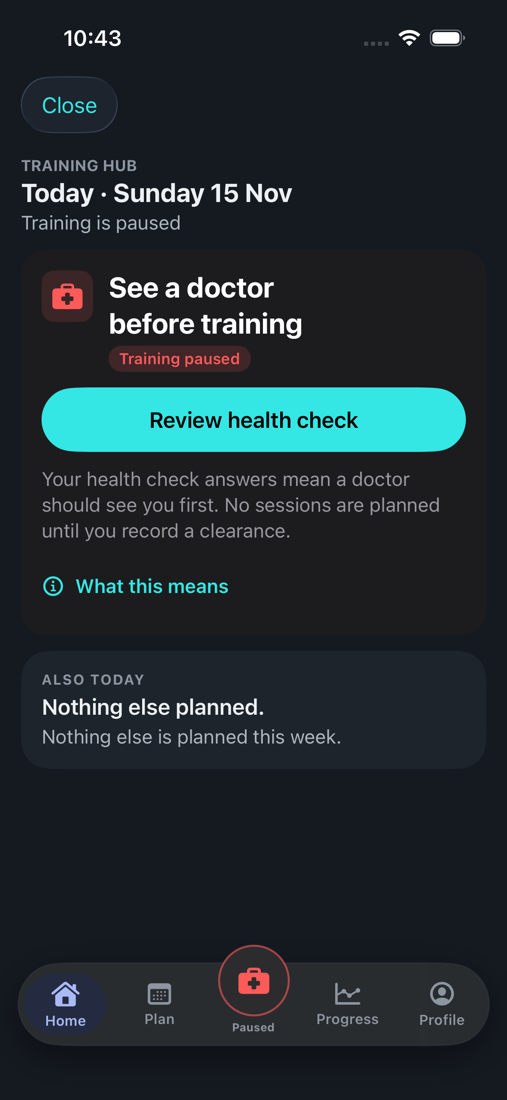 10:43
Close
TRAINING HUB
Today · Sunday 15 Nov
Training is paused
See a doctor
before training
Training paused
Review health check
Your health check answers mean a doctor
should see you first. No sessions are planned
until you record a clearance.
What this means
ALSO TODAY
Nothing else planned.
Nothing else is planned this week.
Home
Plan
Paused
Progress
Profile